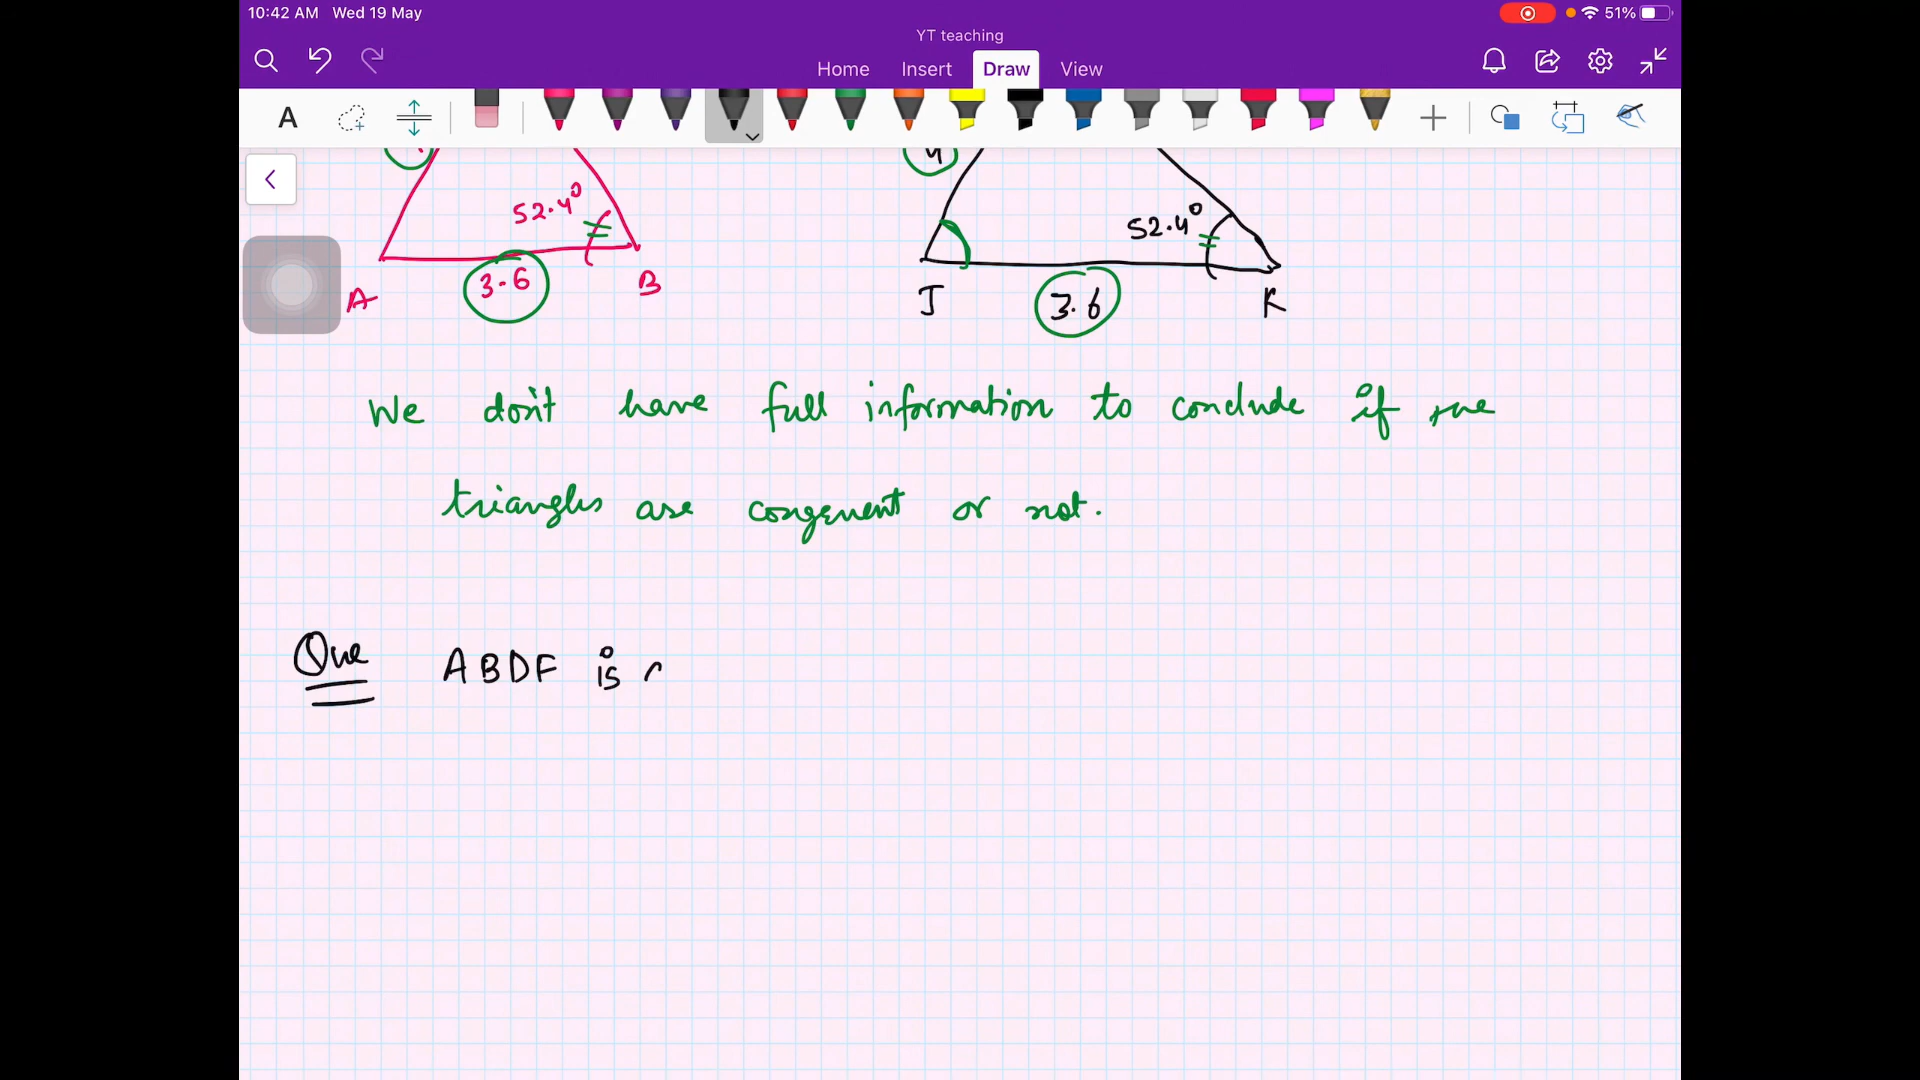 10:42 AM Wed 19 May
51%
YT teaching
Home Insert Draw View
A
4
52.4°
52.4°
3.6
A
B
J
3.6
K
We don't have full information to conclude if the
triangles are congruent or not.
Que ABDF is